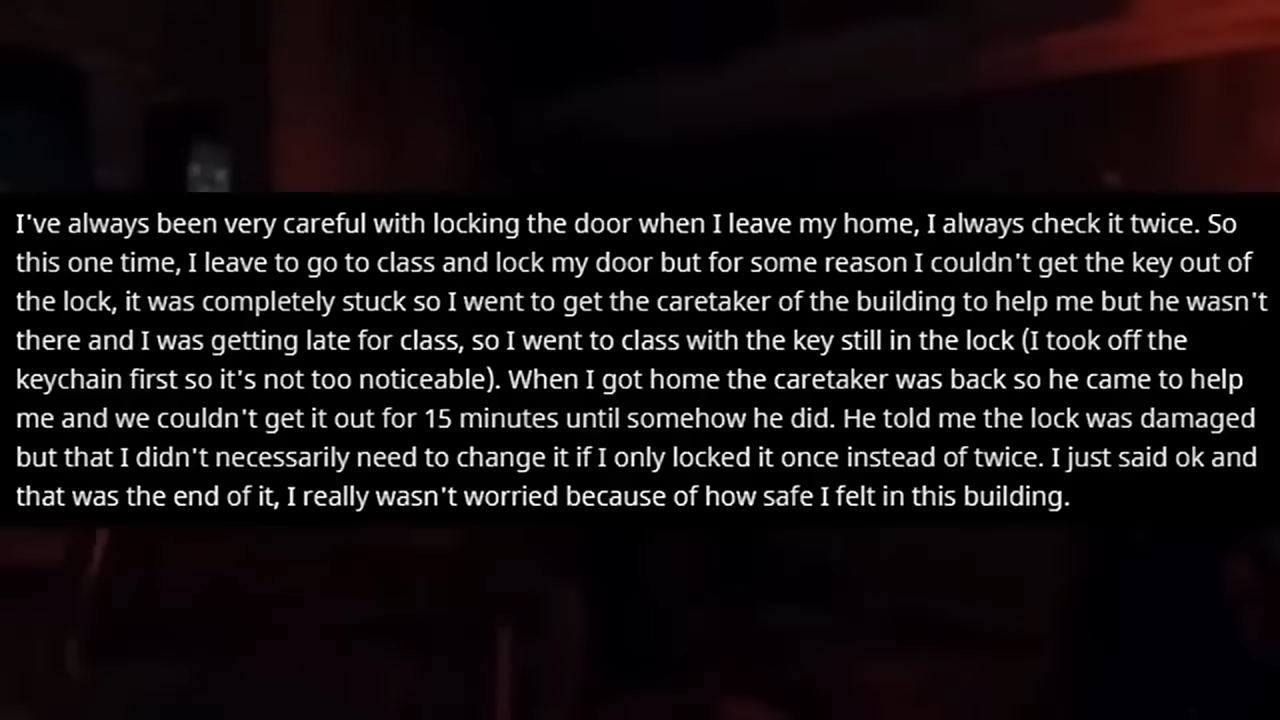 I've always been very careful with locking the door when I leave my home, I always check it twice. So
this one time, I leave to go to class and lock my door but for some reason I couldn't get the key out of
the lock, it was completely stuck so I went to get the caretaker of the building to help me but he wasn't
there and I was getting late for class, so I went to class with the key still in the lock (I took off the
keychain first so it's not too noticeable). When I got home the caretaker was back so he came to help
me and we couldn't get it out for 15 minutes until somehow he did. He told me the lock was damaged
but that I didn't necessarily need to change it if I only locked it once instead of twice. I just said ok and
that was the end of it, I really wasn't worried because of how safe I felt in this building.